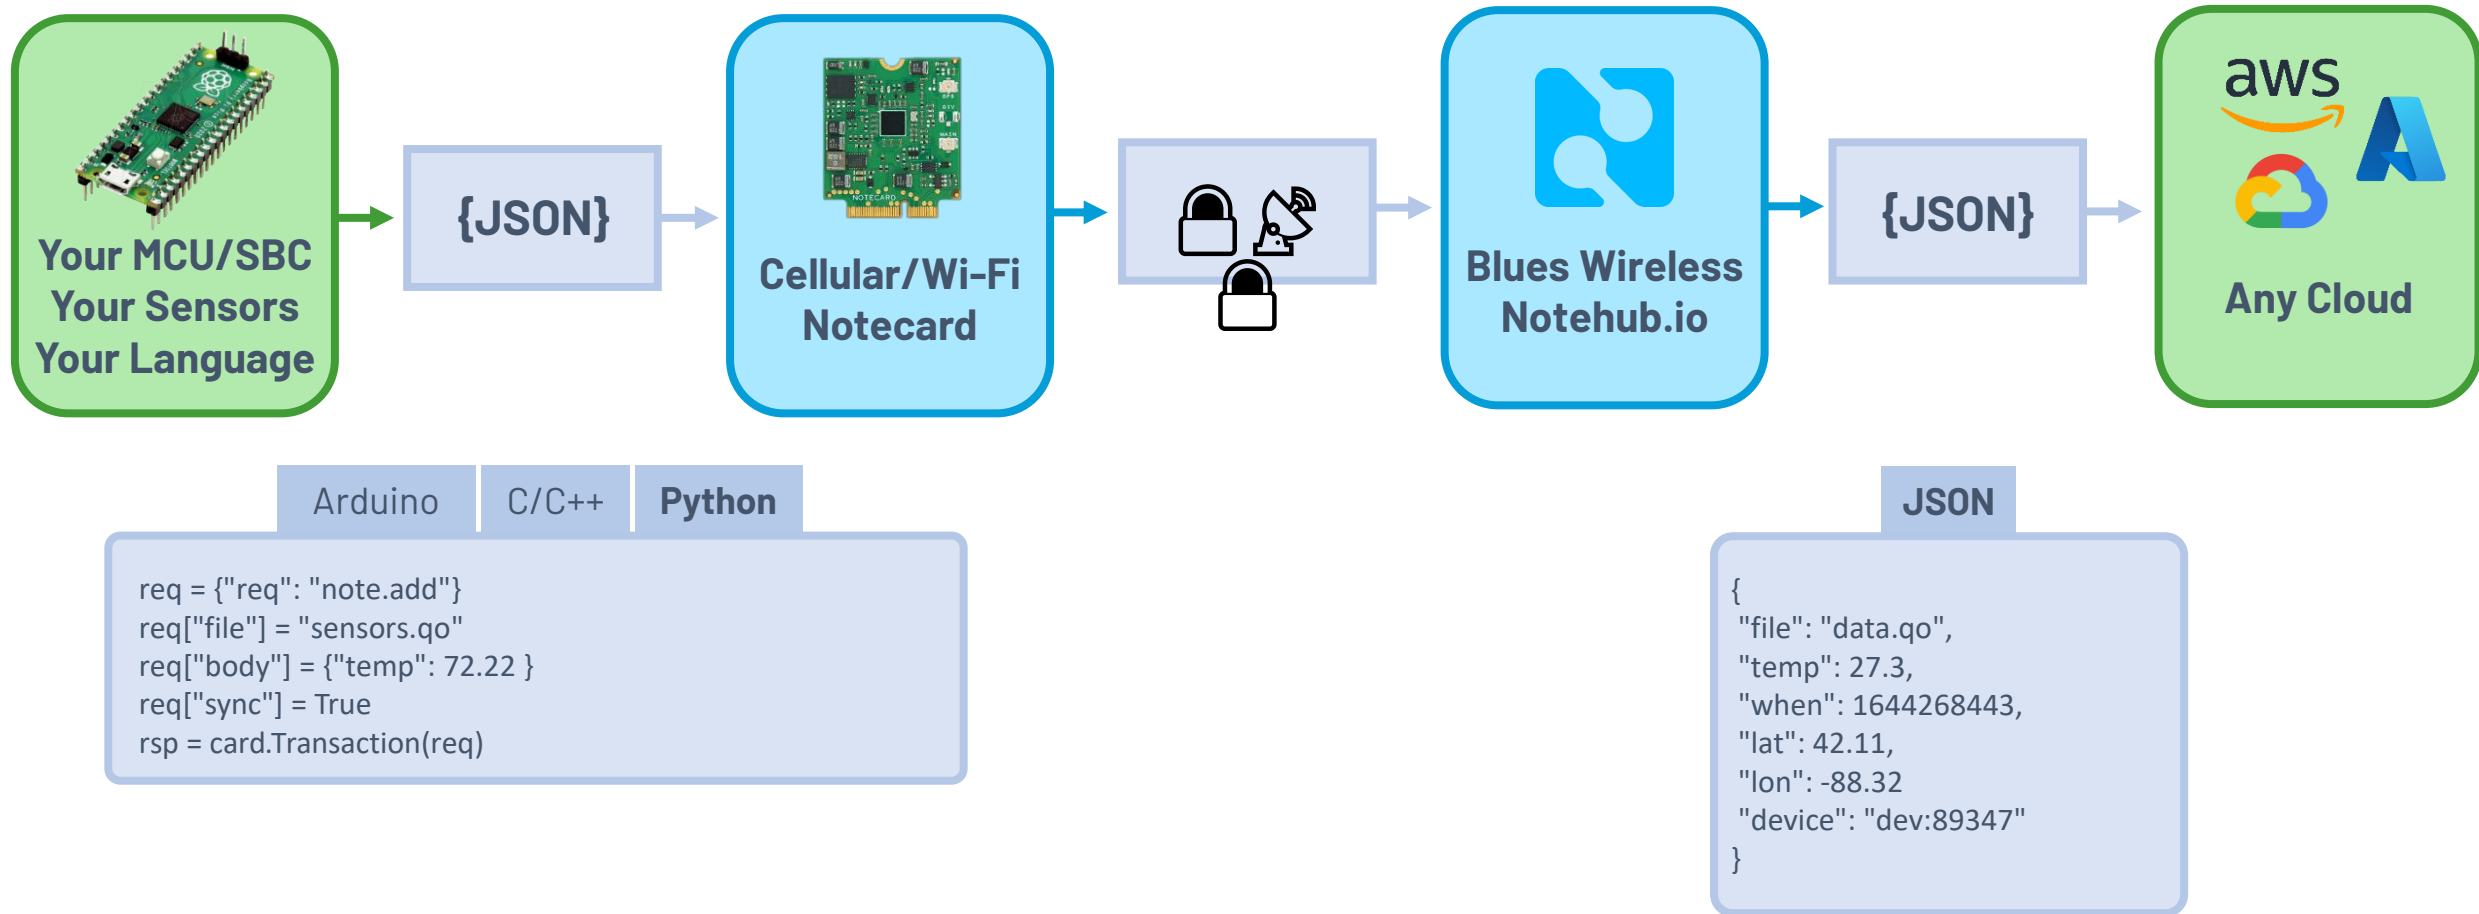 Your MCU/SBC
Your Sensors
Your Language
{JSON}
NOTECARD
MAIN
Cellular/Wi-Fi
Notecard
Blues Wireless
Notehub.io
{JSON}
aws
Any Cloud
Arduino
C/C++
Python
req = {"req": "note.add"}
req["file"] = "sensors.qo"
req["body"] = {"temp": 72.22 }
req["sync"] = True
rsp = card.Transaction(req)
JSON
{
"file": "data.qo",
"temp": 27.3,
"when": 1644268443,
"lat": 42.11,
"lon": -88.32
"device": "dev:89347"
}